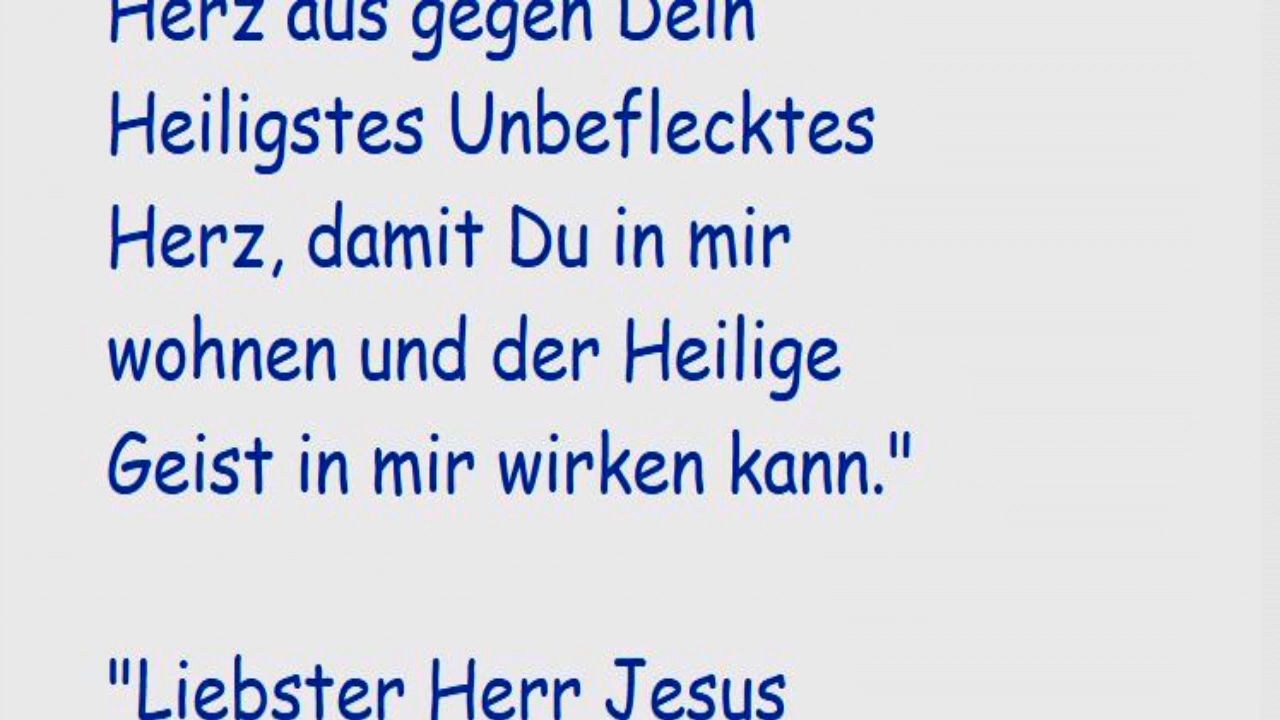 Herz aus gegen Dein
Heiligstes Unbeflecktes
Herz, damit Du in mir
wohnen und der Heilige
Geist in mir wirken kann."
"Liebster Herr Jesus